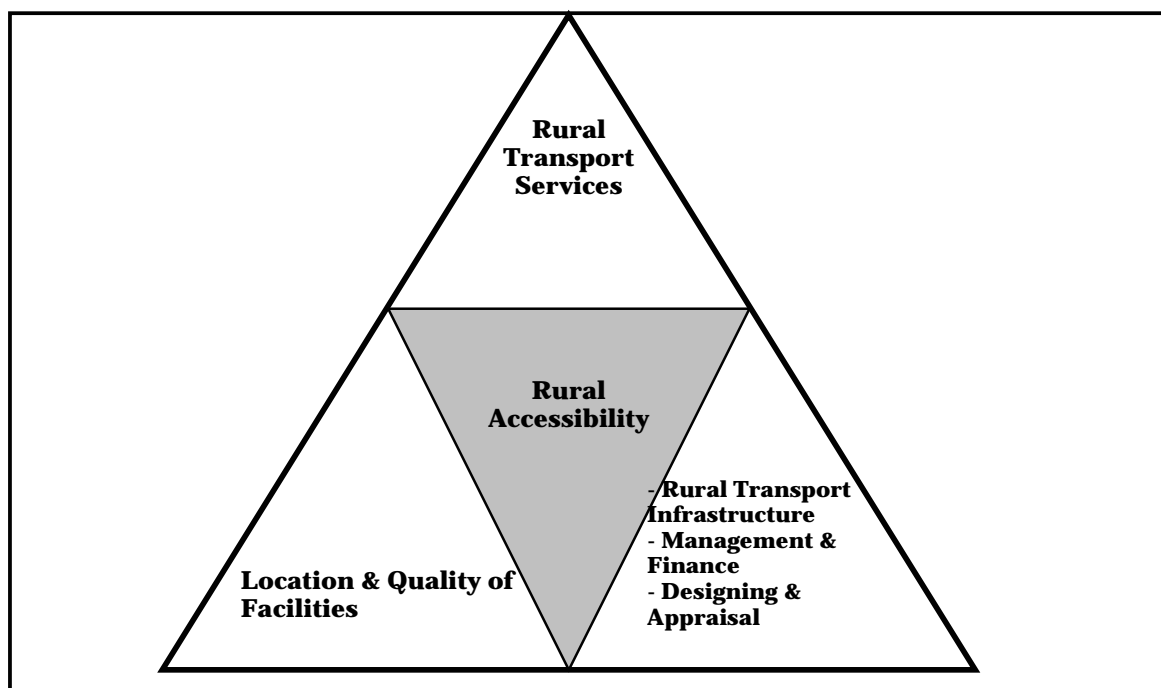 Rural
Transport
Services
Rural
Accessibility
- Rural Transport
Infrastructure
- Management &
Finance
- Designing &
Appraisal
Location & Quality of
Facilities